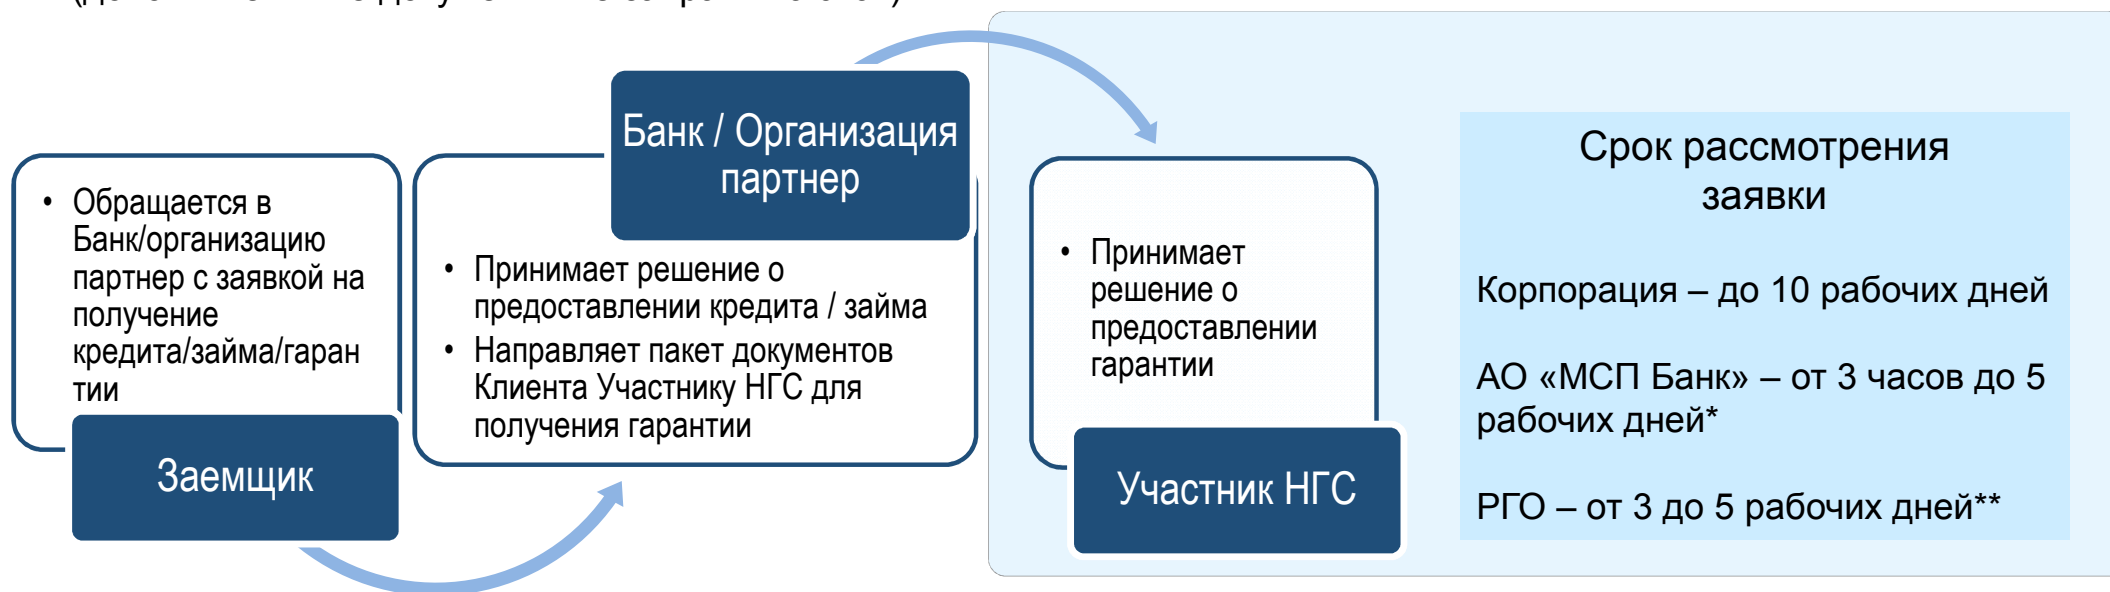 • Обращается в
Банк/организацию
партнер с заявкой на
получение
кредита/займа/гаран
тии
Заемщик
Банк / Организация
партнер
• Принимает решение о
предоставлении кредита / займа
• Направляет пакет документов
Клиента Участнику НГС для
получения гарантии
• Принимает
решение о
предоставлении
гарантии
Участник НГС
Срок рассмотрения
заявки
Корпорация – до 10 рабочих дней
АО «МСП Банк» – от 3 часов до 5
рабочих дней*
РГО – от 3 до 5 рабочих дней**